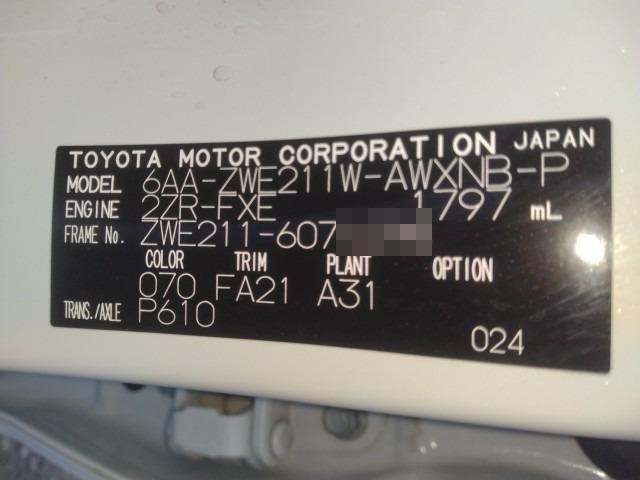 TOYOTA MOTOR CORPORATION JAPAN
MODEL 6AA-ZWE211W-AWXNB-P
ENGINE 2ZR-FXE 1797 mL
FRAME No. ZWE211-607
COLOR TRIM PLANT OPTION
070 FA21 A31
TRANS./AXLE P610
024